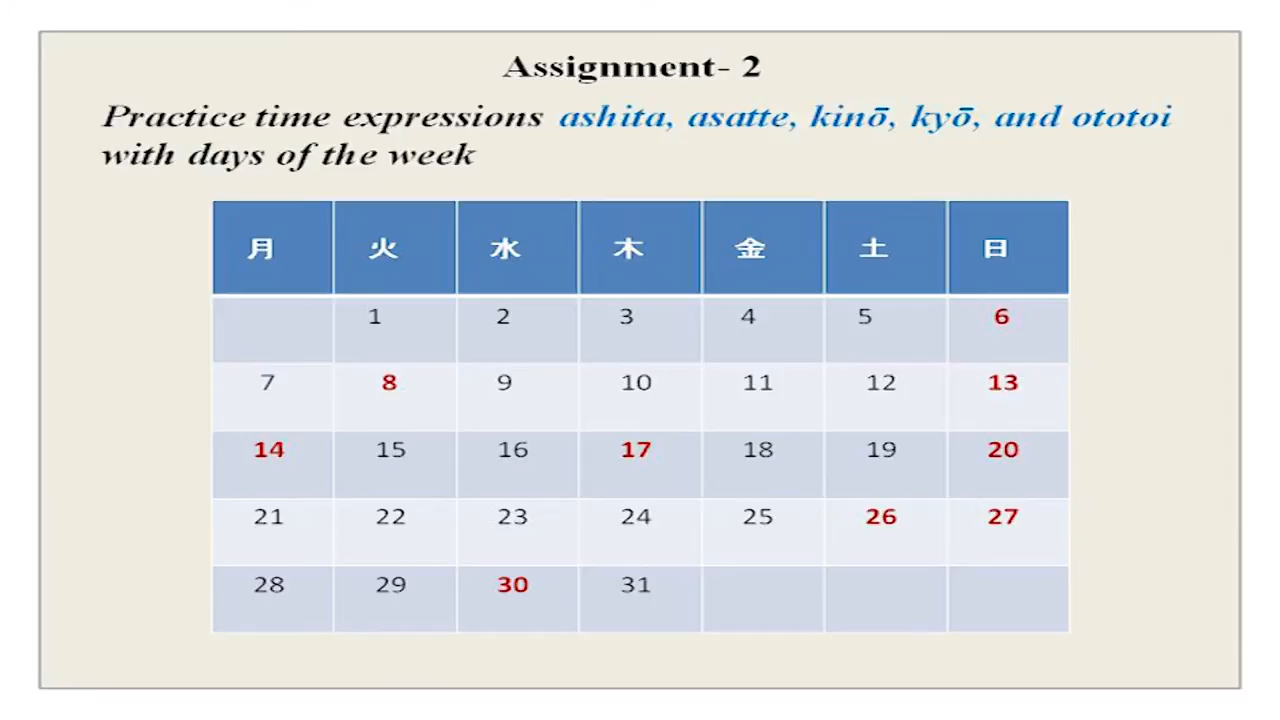 Assignment- 2
Practice time expressions ashita, asatte, kinō, kyō, and ototoi
with days of the week
月 火 水 木 金 土 日
1 2 3 4 5 6
7 8 9 10 11 12 13
14 15 16 17 18 19 20
21 22 23 24 25 26 27
28 29 30 31